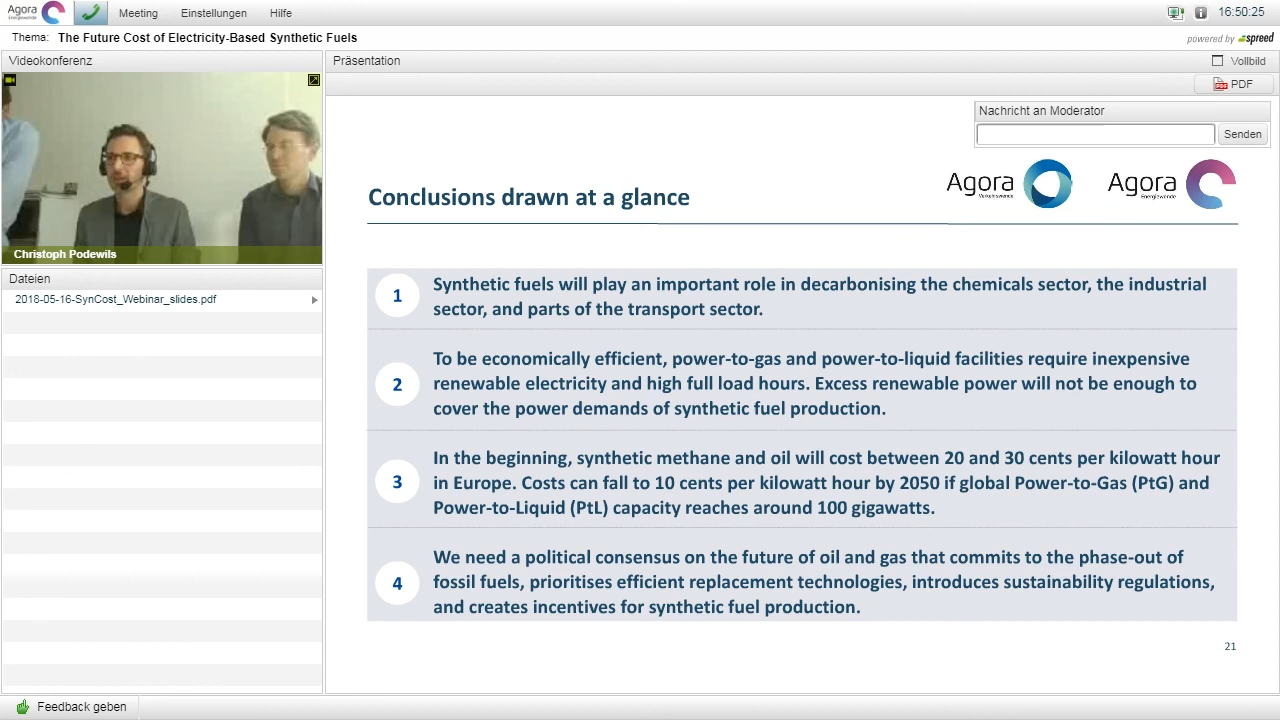 Agora
Energiewende
Meeting
Einstellungen
Hilfe
16:50:25
Thema: The Future Cost of Electricity-Based Synthetic Fuels
powered by spreed
Videokonferenz
Präsentation
Vollbild
PDF
Nachricht an Moderator
Senden
Christoph Podewils
Dateien
2018-05-16-SynCost_Webinar_slides.pdf
Conclusions drawn at a glance
Agora
Verkehrswende
Agora
Energiewende
1
Synthetic fuels will play an important role in decarbonising the chemicals sector, the industrial
sector, and parts of the transport sector.
2
To be economically efficient, power-to-gas and power-to-liquid facilities require inexpensive
renewable electricity and high full load hours. Excess renewable power will not be enough to
cover the power demands of synthetic fuel production.
3
In the beginning, synthetic methane and oil will cost between 20 and 30 cents per kilowatt hour
in Europe. Costs can fall to 10 cents per kilowatt hour by 2050 if global Power-to-Gas (PtG) and
Power-to-Liquid (PtL) capacity reaches around 100 gigawatts.
4
We need a political consensus on the future of oil and gas that commits to the phase-out of
fossil fuels, prioritises efficient replacement technologies, introduces sustainability regulations,
and creates incentives for synthetic fuel production.
21
Feedback geben